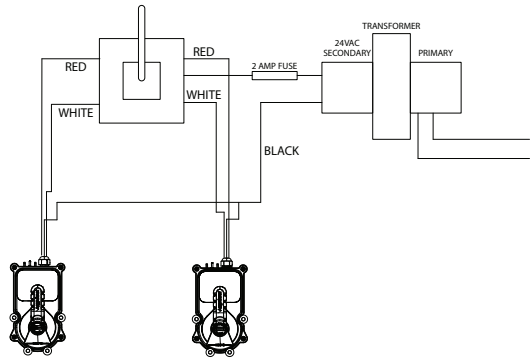 TRANSFORMER
24VAC
SECONDARY
PRIMARY
RED
RED
2 AMP FUSE
WHITE
WHITE
BLACK